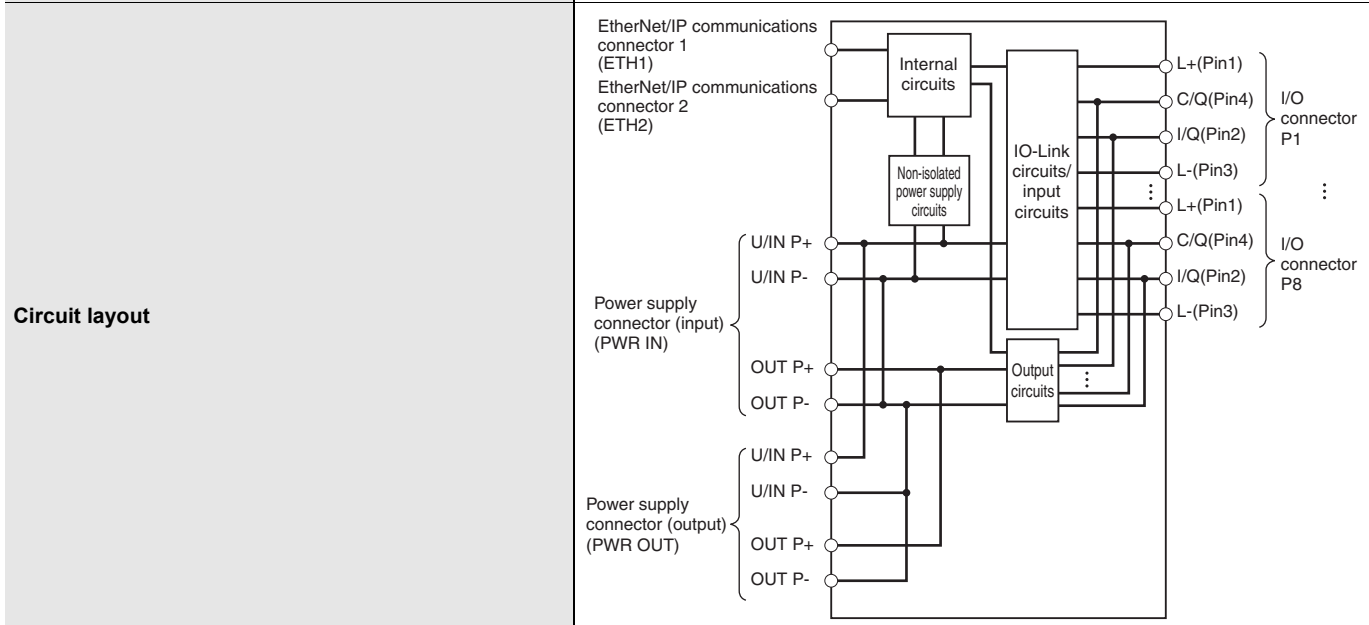 Circuit layout
EtherNet/IP communications
connector 1
(ETH1)
EtherNet/IP communications
connector 2
(ETH2)
Internal
circuits
Non-isolated
power supply
circuits
IO-Link
circuits/
input
circuits
Output
circuits
Power supply
connector (input)
(PWR IN)
U/IN P+
U/IN P-
OUT P+
OUT P-
Power supply
connector (output)
(PWR OUT)
U/IN P+
U/IN P-
OUT P+
OUT P-
L+(Pin1)
C/Q(Pin4)
I/Q(Pin2)
L-(Pin3)
I/O
connector
P1
L+(Pin1)
C/Q(Pin4)
I/Q(Pin2)
L-(Pin3)
I/O
connector
P8